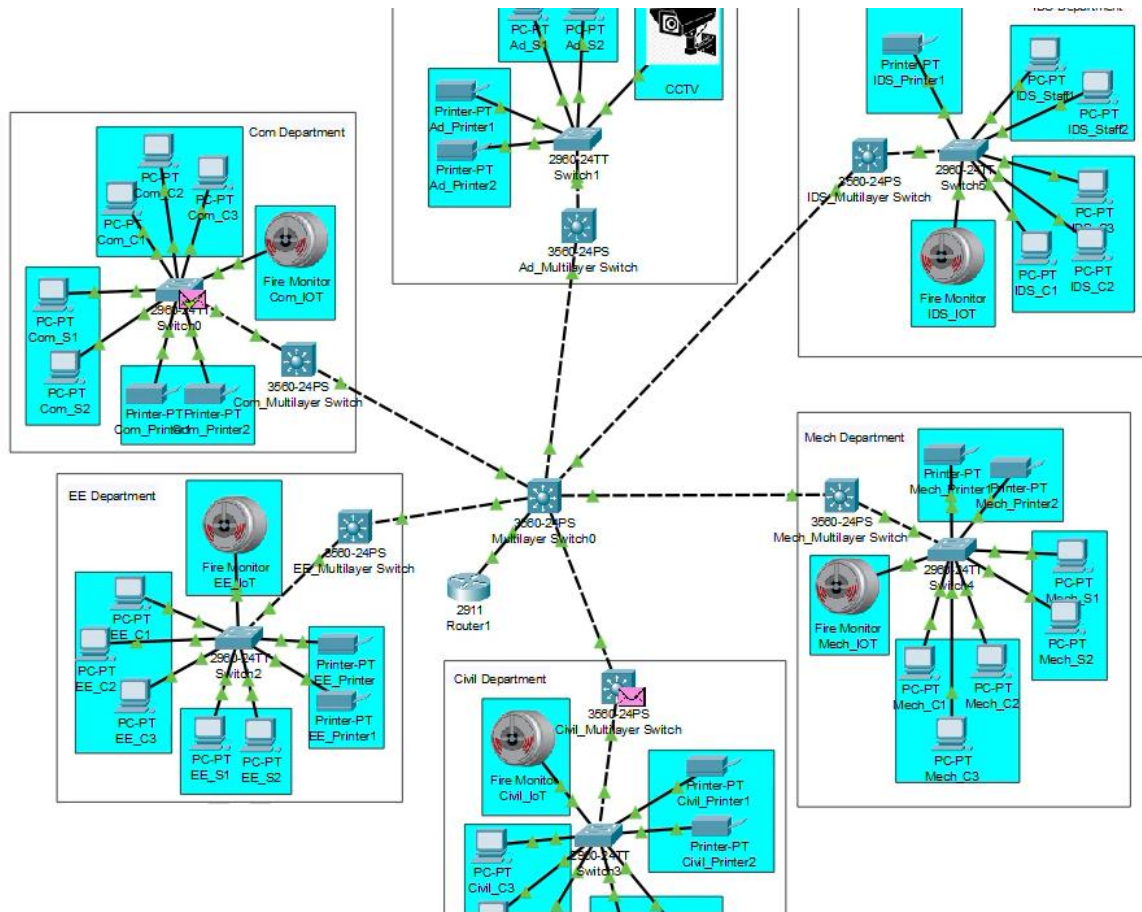 PC-PT
Ad_S1
PC-PT
Ad_S2
CCTV
Printer-PT
Ad_Printer1
Printer-PT
Ad_Printer2
2960-24TT
Switch1
3560-24PS
Ad_Multilayer Switch
Printer-PT
IDS_Printer1
PC-PT
IDS_Staff1
PC-PT
IDS_Staff2
3560-24PS
IDS_Multilayer Switch
2960-24TT
Switch5
PC-PT
PC-PT
IDS_C1
PC-PT
IDS_C2
Fire Monitor
IDS_IOT
Com Department
PC-PT
Com_C2
PC-PT
Com_C3
PC-PT
Com_C1
Fire Monitor
Com_IOT
PC-PT
Com_S1
2960-24TT
Switch0
PC-PT
Com_S2
3560-24PS
Com_Multilayer Switch
Printer-PT
Com_Printer1
Printer-PT
Com_Printer2
EE Department
Fire Monitor
EE_IoT
3560-24PS
EE_Multilayer Switch
3560-24PS
Multilayer Switch0
2911
Router1
PC-PT
EE_C1
PC-PT
EE_C2
PC-PT
EE_C3
2960-24TT
Switch2
Printer-PT
EE_Printer
Printer-PT
EE_Printer1
PC-PT
EE_S1
PC-PT
EE_S2
Mech Department
Printer-PT
Mech_Printer1
Printer-PT
Mech_Printer2
3560-24PS
Mech_Multilayer Switch
2960-24TT
Switch4
PC-PT
Mech_S1
Fire Monitor
Mech_IOT
PC-PT
Mech_S2
PC-PT
Mech_C1
PC-PT
Mech_C2
PC-PT
Mech_C3
Civil Department
3560-24PS
Civil_Multilayer Switch
Fire Monitor
Civil_IoT
Printer-PT
Civil_Printer1
Printer-PT
Civil_Printer2
2960-24TT
Switch3
PC-PT
Civil_C3